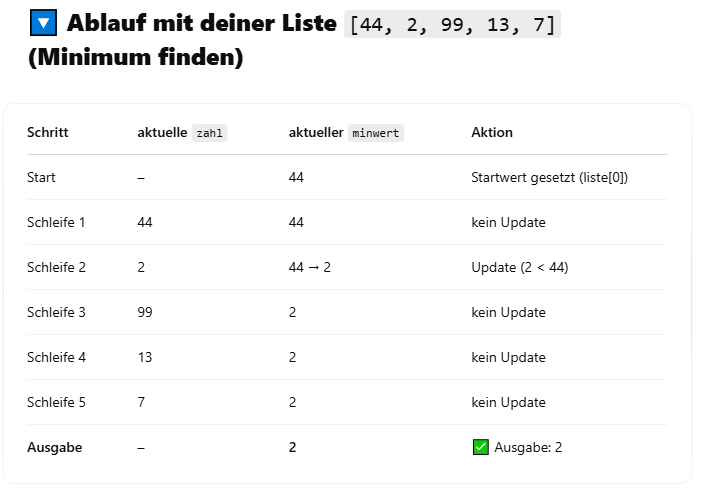 🔽 Ablauf mit deiner Liste [44, 2, 99, 13, 7]
(Minimum finden)
Schritt aktuelle zahl aktueller minwert Aktion
Start – 44 Startwert gesetzt (liste[0])
Schleife 1 44 44 kein Update
Schleife 2 2 44 → 2 Update (2 < 44)
Schleife 3 99 2 kein Update
Schleife 4 13 2 kein Update
Schleife 5 7 2 kein Update
Ausgabe – 2 ✅ Ausgabe: 2